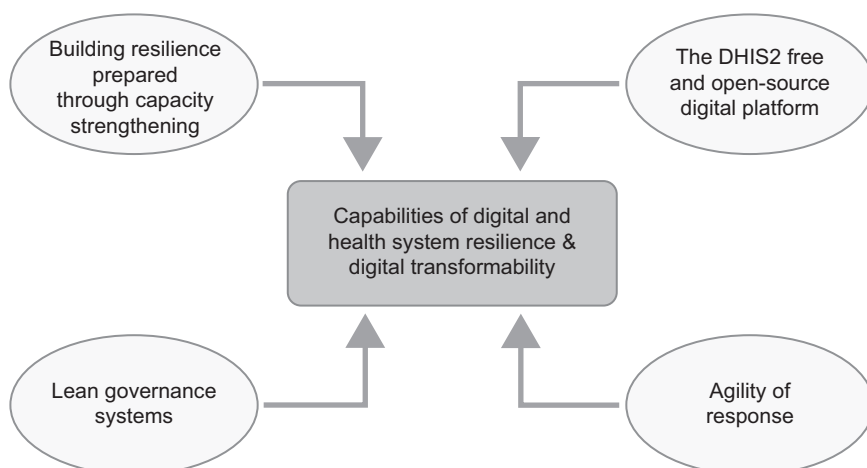 Building resilience
prepared
through capacity
strengthening
The DHIS2 free
and open-source
digital platform
Capabilities of digital and
health system resilience &
digital transformability
Lean governance
systems
Agility of
response